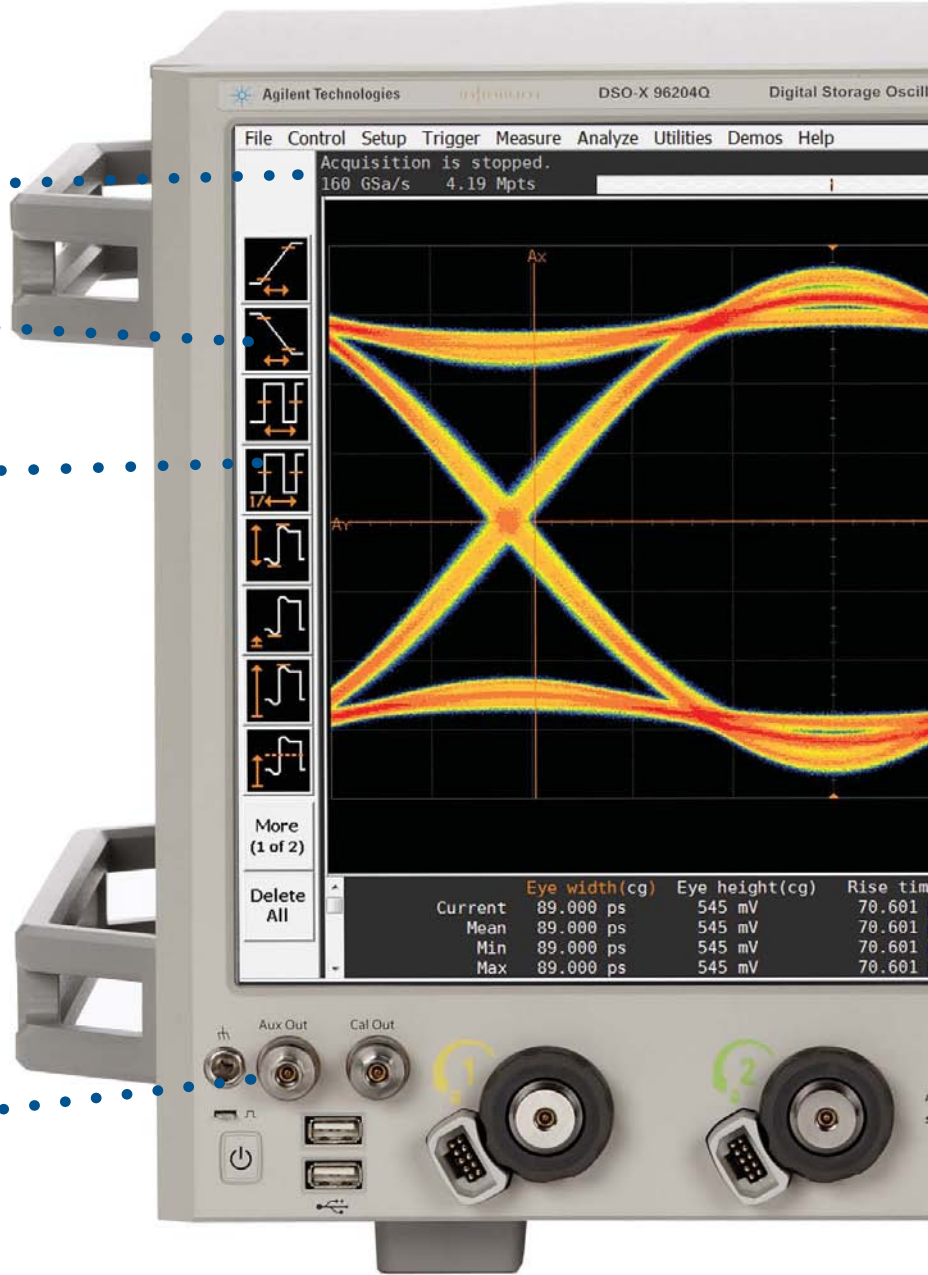 Agilent Technologies DSO-X 96204Q Digital Storage Oscill
File Control Setup Trigger Measure Analyze Utilities Demos Help
Acquisition is stopped.
160 GSa/s 4.19 Mpts
Ax
Ay
1/
More
(1 of 2)
Delete
All
Eye width(cg) Eye height(cg) Rise tim
Current 89.000 ps 545 mV 70.601
Mean 89.000 ps 545 mV 70.601
Min 89.000 ps 545 mV 70.601
Max 89.000 ps 545 mV 70.601
Aux Out Cal Out
1 2